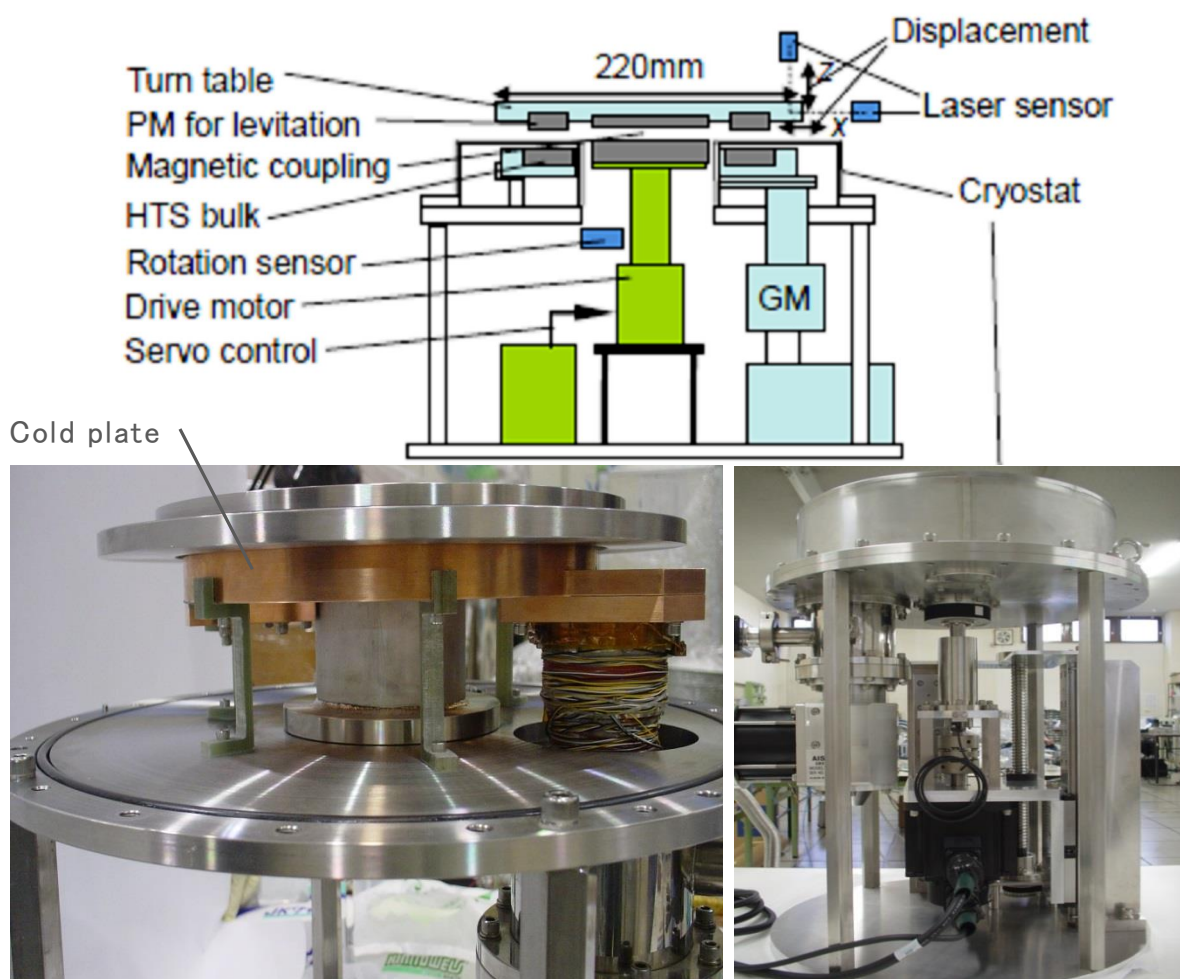 Displacement
220mm
Z
Turn table
Laser sensor
PM for levitation
X
Magnetic coupling
Cryostat
HTS bulk
Rotation sensor
GM
Drive motor
Servo control
Cold plate
AIS